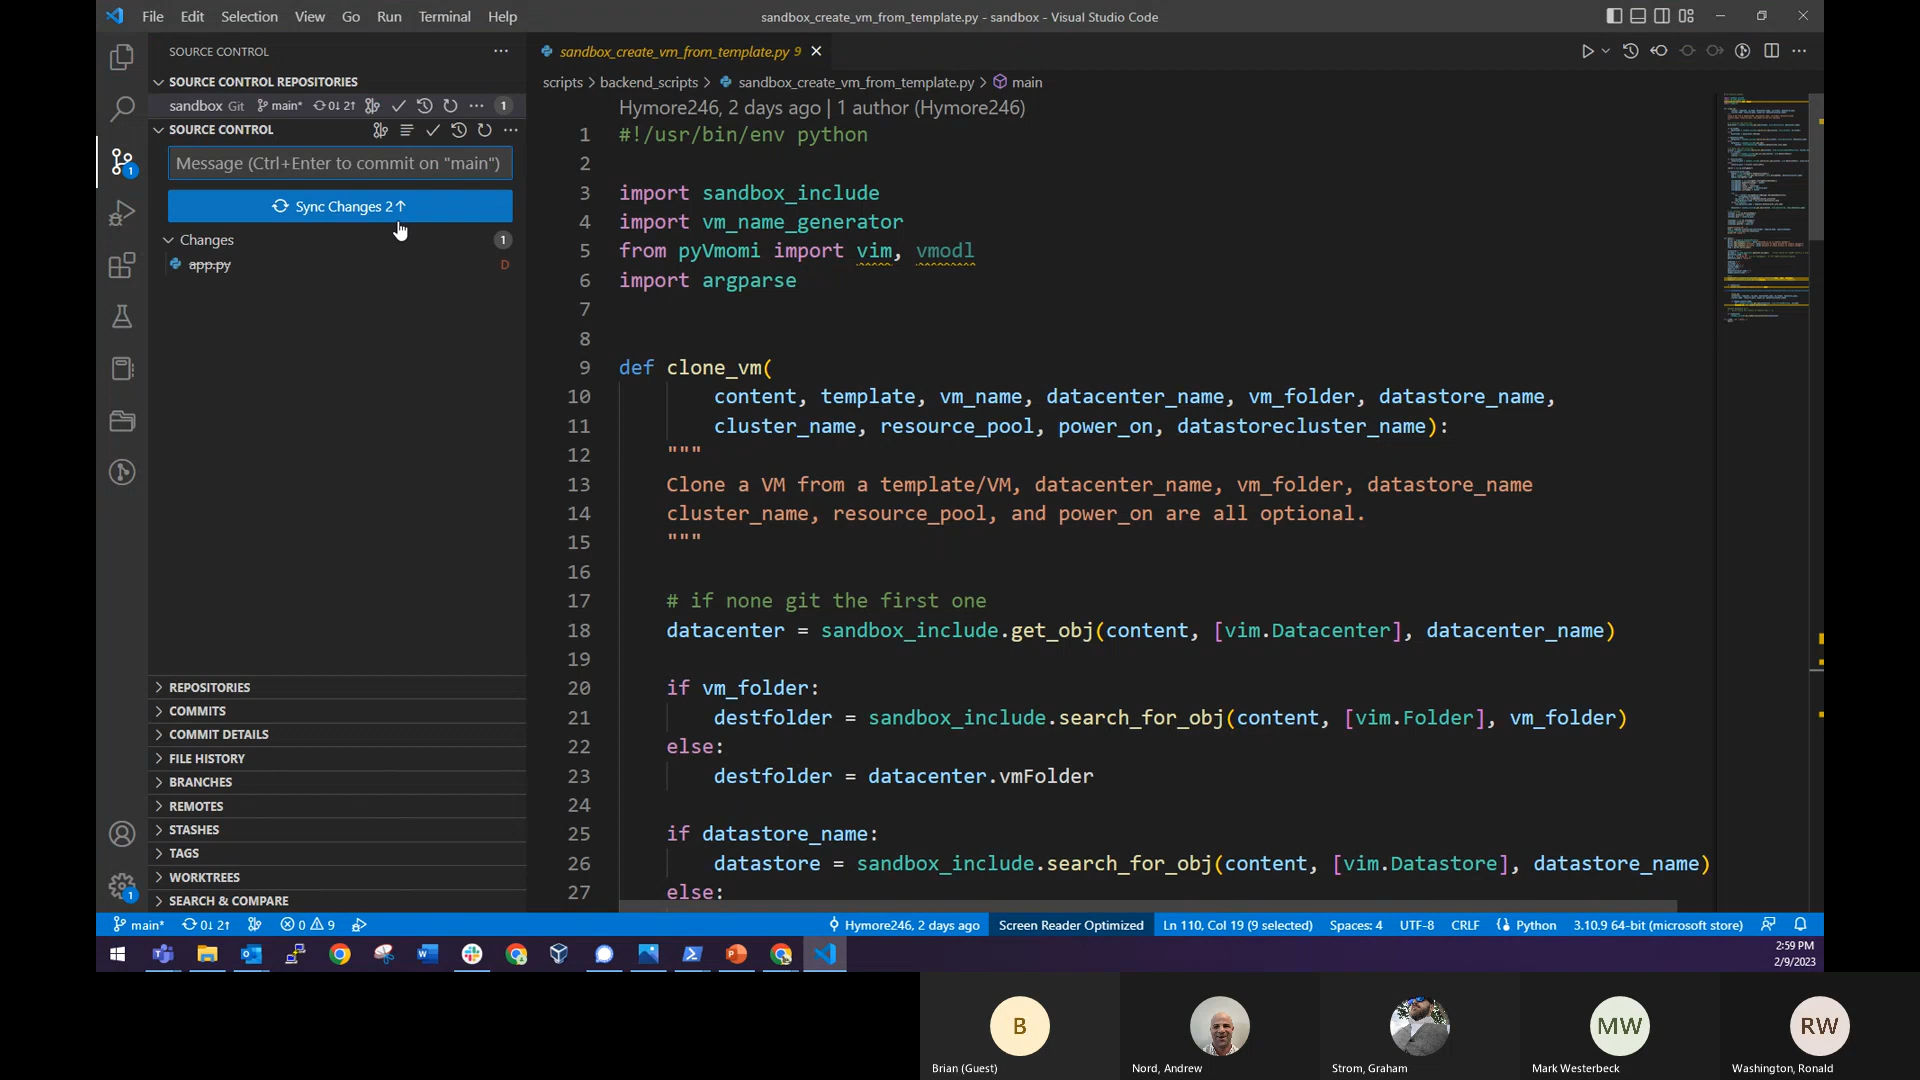 File Edit Selection View Go Run Terminal Help
sandbox_create_vm_from_template.py - sandbox - Visual Studio Code
SOURCE CONTROL
SOURCE CONTROL REPOSITORIES
sandbox Git main* 0↓ 2↑ 1
SOURCE CONTROL
Message (Ctrl+Enter to commit on "main")
Sync Changes 2↑
Changes 1
app.py D
REPOSITORIES
COMMITS
COMMIT DETAILS
FILE HISTORY
BRANCHES
REMOTES
STASHES
TAGS
WORKTREES
SEARCH & COMPARE
1
1
sandbox_create_vm_from_template.py 9
scripts > backend_scripts > sandbox_create_vm_from_template.py > main
Hymore246, 2 days ago | 1 author (Hymore246)
1 #!/usr/bin/env python
2
3 import sandbox_include
4 import vm_name_generator
5 from pyVmomi import vim, vmodl
6 import argparse
7
8
9 def clone_vm(
10 content, template, vm_name, datacenter_name, vm_folder, datastore_name,
11 cluster_name, resource_pool, power_on, datastorecluster_name):
12 """
13 Clone a VM from a template/VM, datacenter_name, vm_folder, datastore_name
14 cluster_name, resource_pool, and power_on are all optional.
15 """
16
17 # if none git the first one
18 datacenter = sandbox_include.get_obj(content, [vim.Datacenter], datacenter_name)
19
20 if vm_folder:
21 destfolder = sandbox_include.search_for_obj(content, [vim.Folder], vm_folder)
22 else:
23 destfolder = datacenter.vmFolder
24
25 if datastore_name:
26 datastore = sandbox_include.search_for_obj(content, [vim.Datastore], datastore_name)
27 else:
main* 0↓ 2↑ 0 9 Hymore246, 2 days ago Screen Reader Optimized Ln 110, Col 19 (9 selected) Spaces: 4 UTF-8 CRLF Python 3.10.9 64-bit (microsoft store)
2:59 PM
2/9/2023
B MW RW
Brian (Guest) Nord, Andrew Strom, Graham Mark Westerbeck Washington, Ronald